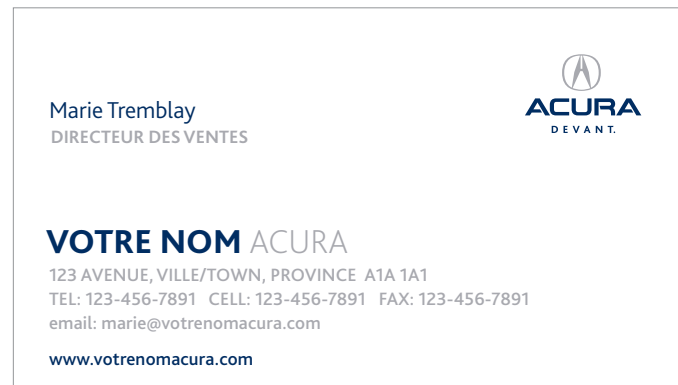 Marie Tremblay
DIRECTEUR DES VENTES
ACURA
DEVANT.
VOTRE NOM ACURA
123 AVENUE, VILLE/TOWN, PROVINCE A1A 1A1
TEL: 123-456-7891 CELL: 123-456-7891 FAX: 123-456-7891
email: marie@votrenomacura.com
www.votrenomacura.com